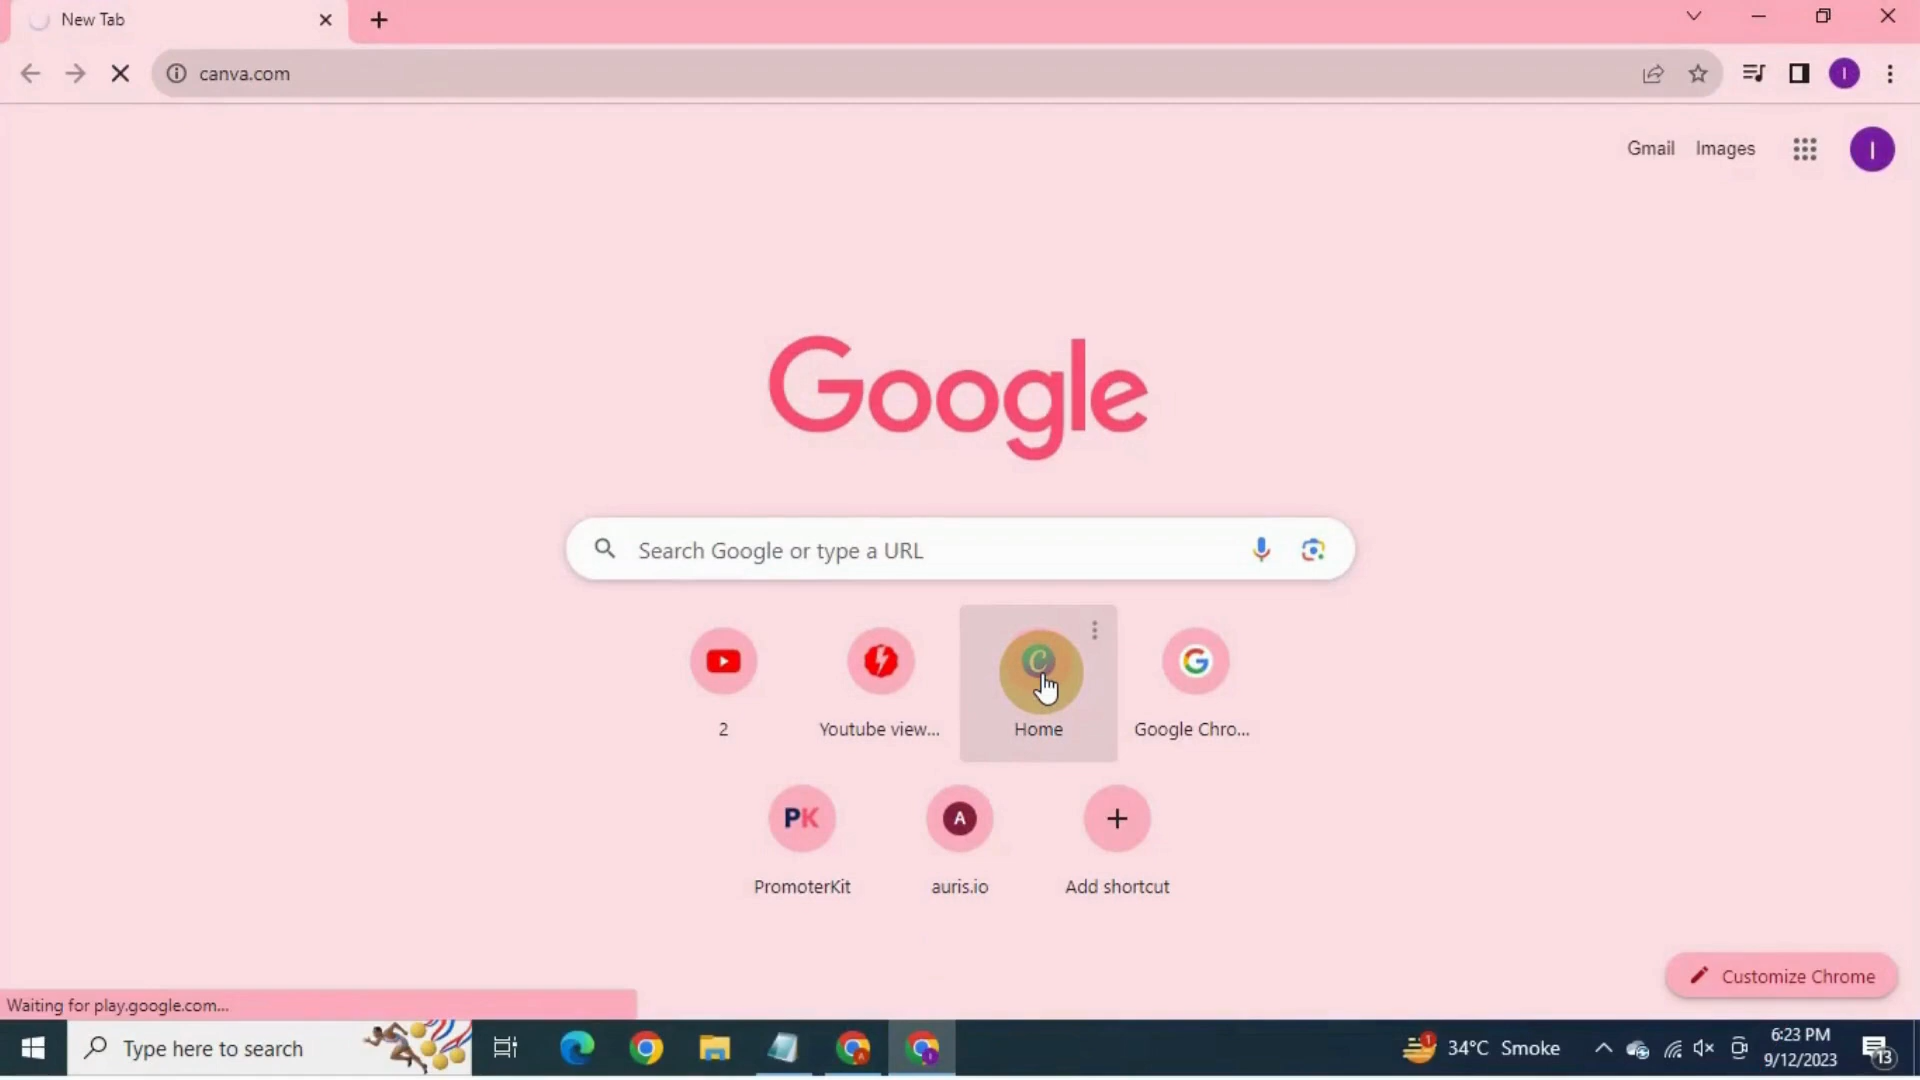 New Tab
canva.com
Gmail Images
I
Google
Search Google or type a URL
2
Youtube view...
C
Home
Google Chro...
PK
PromoterKit
A
auris.io
Add shortcut
Customize Chrome
Waiting for play.google.com...
Type here to search
34°C Smoke
6:23 PM
9/12/2023
13